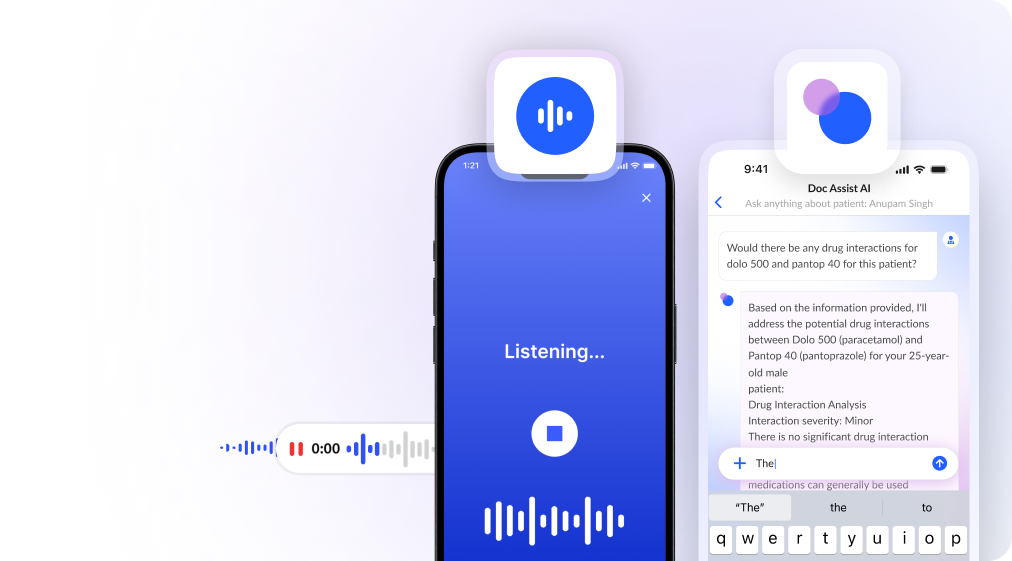 1:21
Listening...
0:00
9:41
Doc Assist AI
Ask anything about patient: Anupam Singh
Would there be any drug interactions for
dolo 500 and pantop 40 for this patient?
Based on the information provided, I'll
address the potential drug interactions
between Dolo 500 (paracetamol) and
Pantop 40 (pantoprazole) for your 25-year-
old male
patient:
Drug Interaction Analysis
Interaction severity: Minor
There is no significant drug interaction
The
medications can generally be used
“The” the to
q w e r t y u i o p